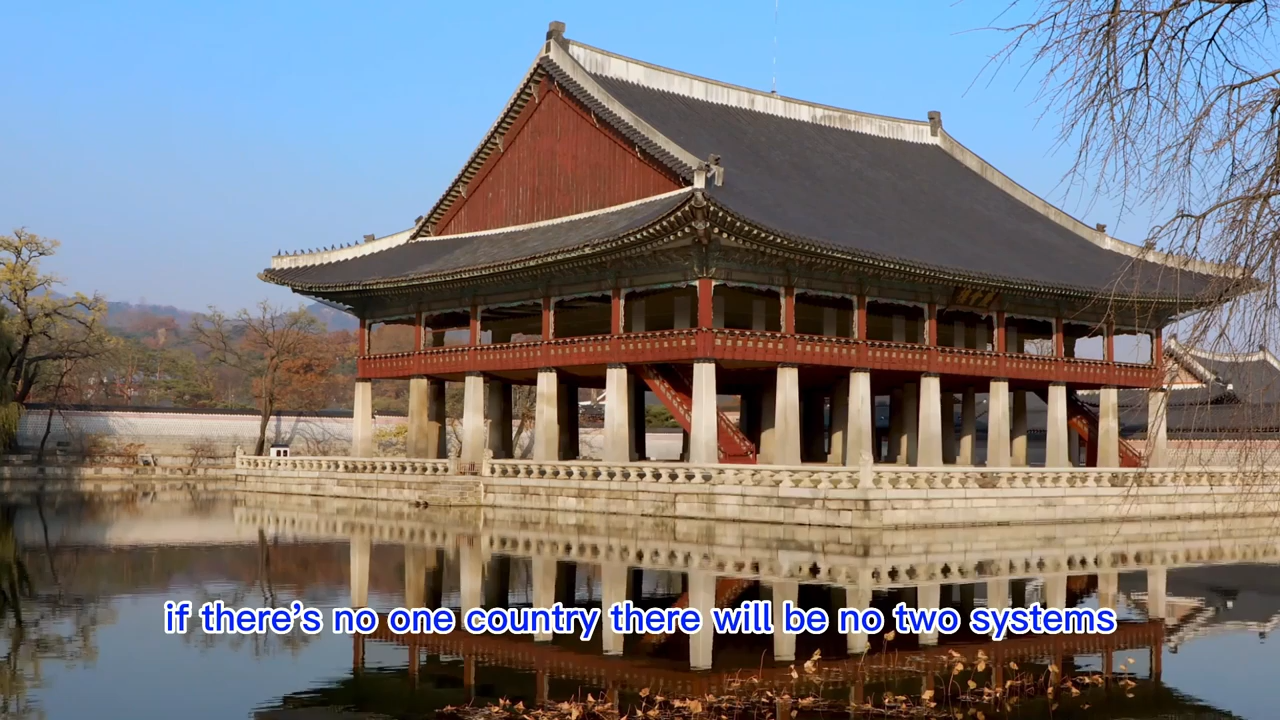 if there's no one country there will be no two systems